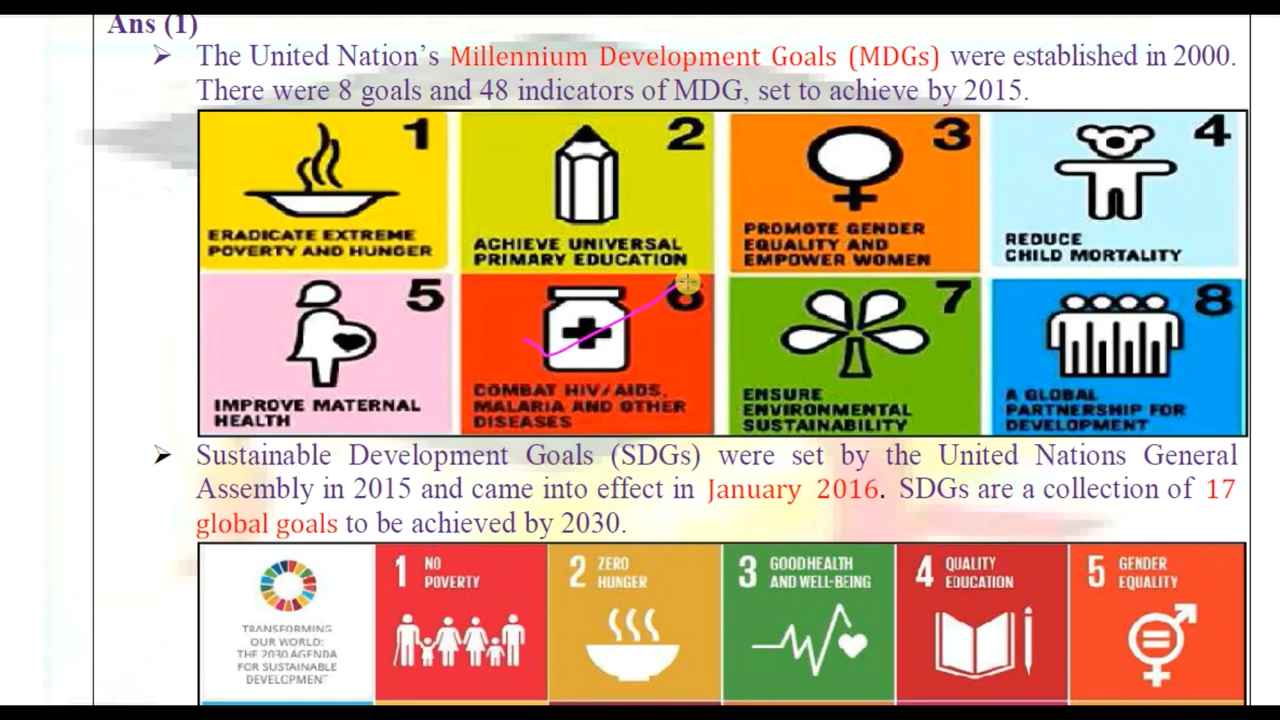 Ans (1)
➢ The United Nation's Millennium Development Goals (MDGs) were established in 2000.
There were 8 goals and 48 indicators of MDG, set to achieve by 2015.
1
ERADICATE EXTREME
POVERTY AND HUNGER
2
ACHIEVE UNIVERSAL
PRIMARY EDUCATION
3
PROMOTE GENDER
EQUALITY AND
EMPOWER WOMEN
4
REDUCE
CHILD MORTALITY
5
IMPROVE MATERNAL
HEALTH
6
COMBAT HIV/AIDS,
MALARIA AND OTHER
DISEASES
7
ENSURE
ENVIRONMENTAL
SUSTAINABILITY
8
A GLOBAL
PARTNERSHIP FOR
DEVELOPMENT
➢ Sustainable Development Goals (SDGs) were set by the United Nations General
Assembly in 2015 and came into effect in January 2016. SDGs are a collection of 17
global goals to be achieved by 2030.
TRANSFORMING
OUR WORLD:
THE 2030 AGENDA
FOR SUSTAINABLE
DEVELOPMENT
1 NO
POVERTY
2 ZERO
HUNGER
3 GOOD HEALTH
AND WELL-BEING
4 QUALITY
EDUCATION
5 GENDER
EQUALITY